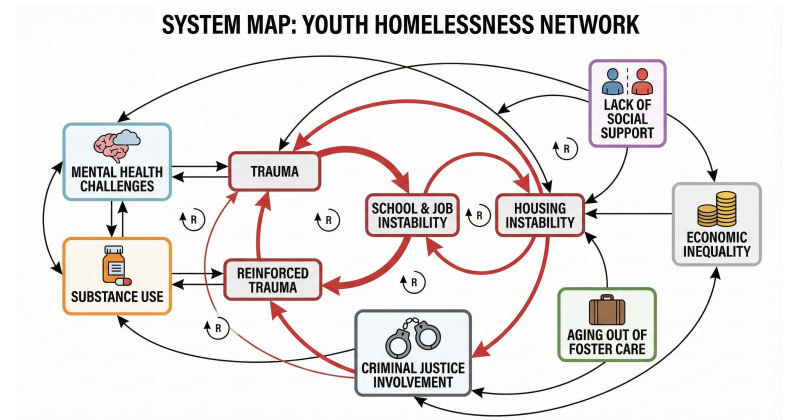 SYSTEM MAP: YOUTH HOMELESSNESS NETWORK
LACK OF
SOCIAL
SUPPORT
R
MENTAL HEALTH
CHALLENGES
TRAUMA
SCHOOL & JOB
INSTABILITY
HOUSING
INSTABILITY
R
R
R
ECONOMIC
INEQUALITY
SUBSTANCE USE
REINFORCED
TRAUMA
R
R
AGING OUT OF
FOSTER CARE
CRIMINAL JUSTICE
INVOLVEMENT